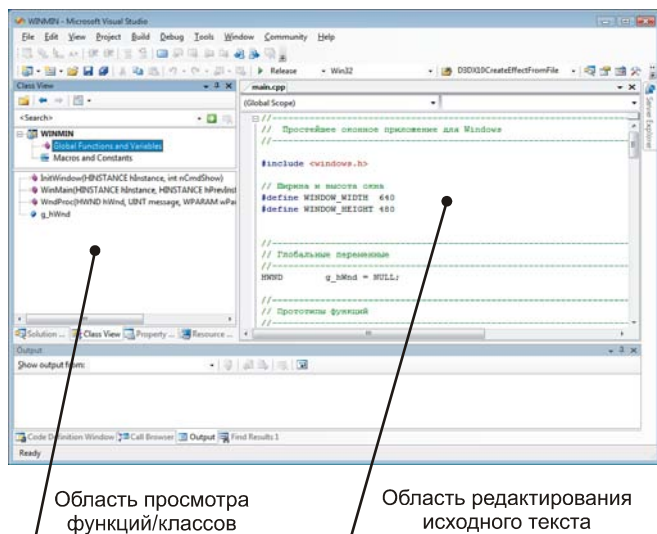 WINMIN - Microsoft Visual Studio
File Edit View Project Build Debug Tools Window Community Help
Release Win32 D3DX10CreateEffectFromFile
Class View
main.cpp
(Global Scope)
<Search>
WINMIN
Global Functions and Variables
Macros and Constants
InitWindow(HINSTANCE hInstance, int nCmdShow)
WinMain(HINSTANCE hInstance, HINSTANCE hPrevInst
WndProc(HWND hWnd, UINT message, WPARAM wPar
g_hWnd
//
// Простейшее оконное приложение для Windows
//
#include <windows.h>
// Ширина и высота окна
#define WINDOW_WIDTH 640
#define WINDOW_HEIGHT 480
//
// Глобальные переменные
//
HWND g_hWnd = NULL;
//
// Прототипы функций
//
Server Explorer
Solution ... Class View Property ... Resource ...
Output
Show output from:
Code Definition Window Call Browser Output Find Results 1
Ready
Область просмотра
функций/классов
Область редактирования
исходного текста